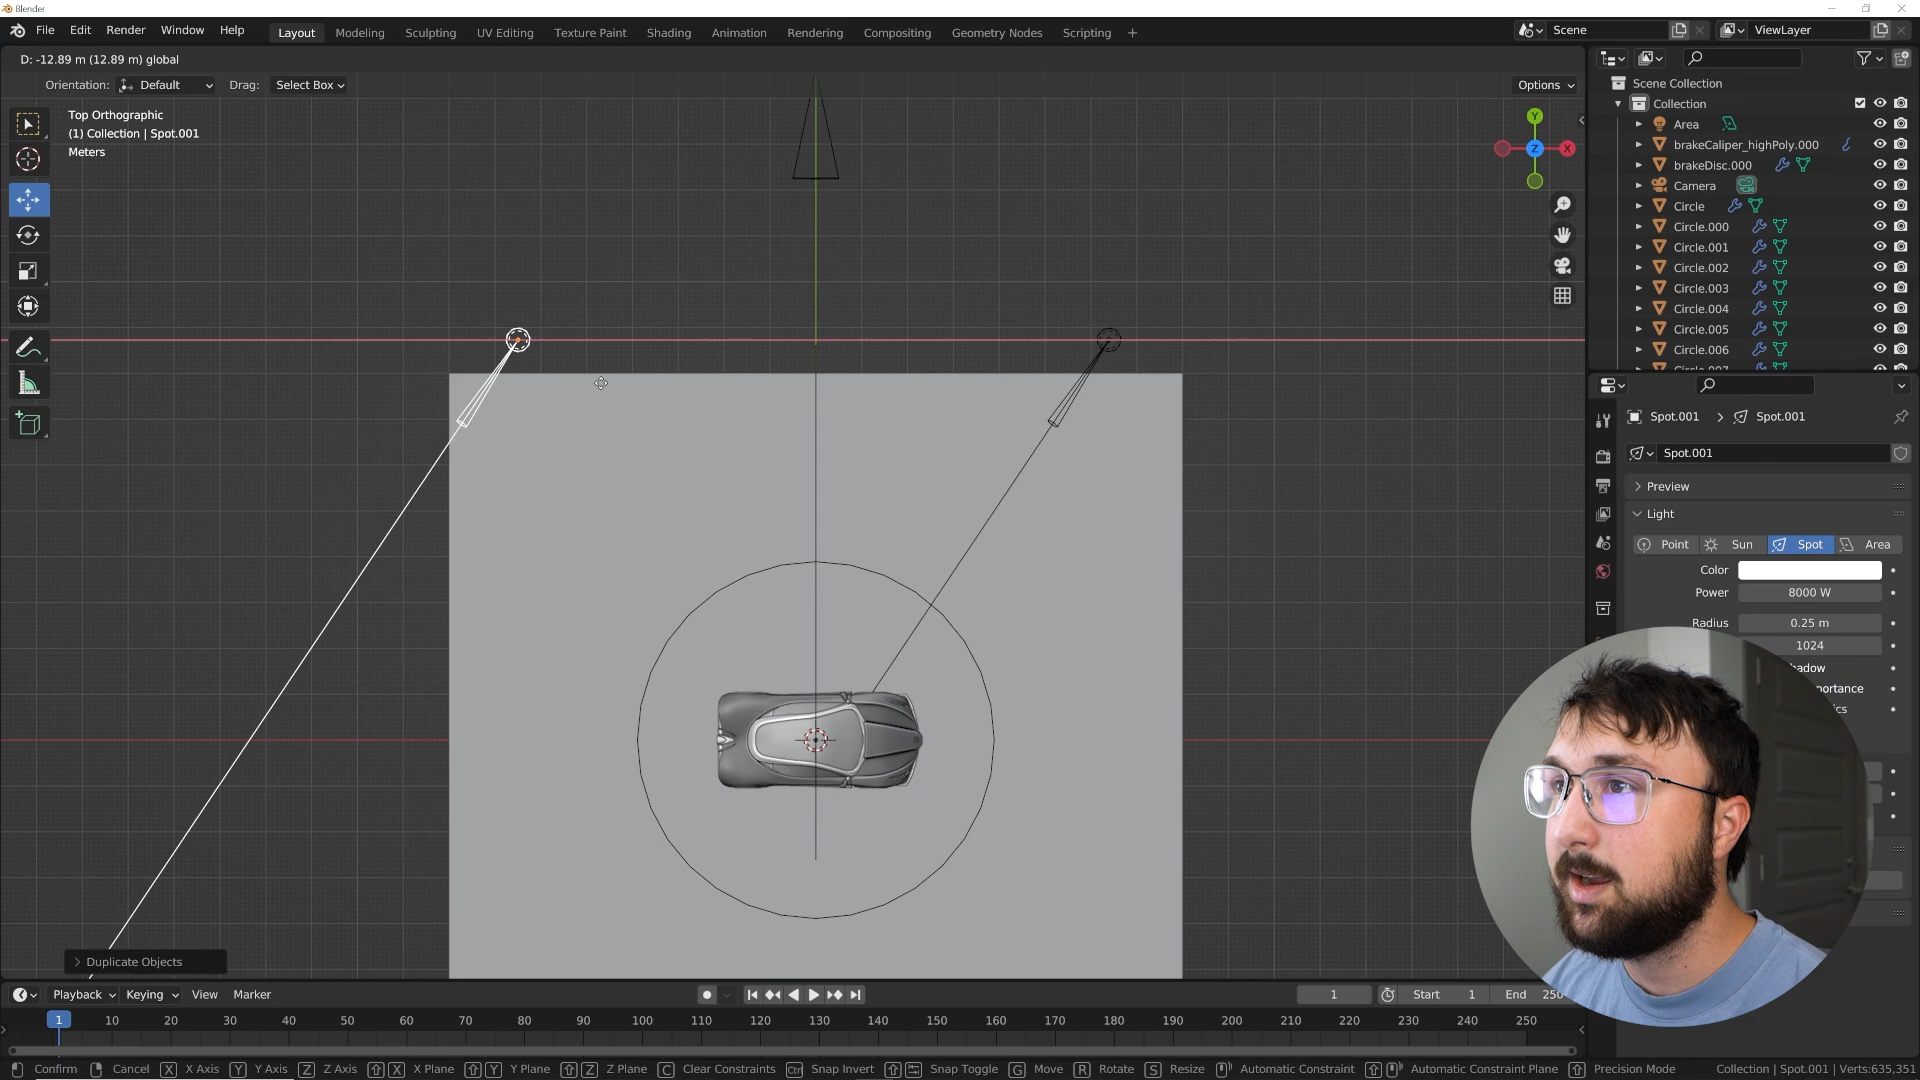 Blender
File Edit Render Window Help Layout Modeling Sculpting UV Editing Texture Paint Shading Animation Rendering Compositing Geometry Nodes Scripting + Scene ViewLayer
D: -12.89 m (12.89 m) global
Orientation: Default Drag: Select Box Options
Top Orthographic
(1) Collection | Spot.001
Meters
Y
Z
X
Scene Collection
Collection
Area
brakeCaliper_highPoly.000
brakeDisc.000
Camera
Circle
Circle.000
Circle.001
Circle.002
Circle.003
Circle.004
Circle.005
Circle.006
Spot.001 > Spot.001
Spot.001
Preview
Light
Point Sun Spot Area
Color
Power 8000 W
Radius 0.25 m
1024
hadow
portance
ics
Duplicate Objects
Playback Keying View Marker 1 Start 1 End 250
1 10 20 30 40 50 60 70 80 90 100 110 120 130 140 150 160 170 180 190 200 210 220 230 240 250
Confirm Cancel X X Axis Y Y Axis Z Z Axis X X Plane Y Y Plane Z Z Plane C Clear Constraints Ctrl Snap Invert Snap Toggle G Move R Rotate S Resize Automatic Constraint Automatic Constraint Plane Precision Mode Collection | Spot.001 | Verts:635,351